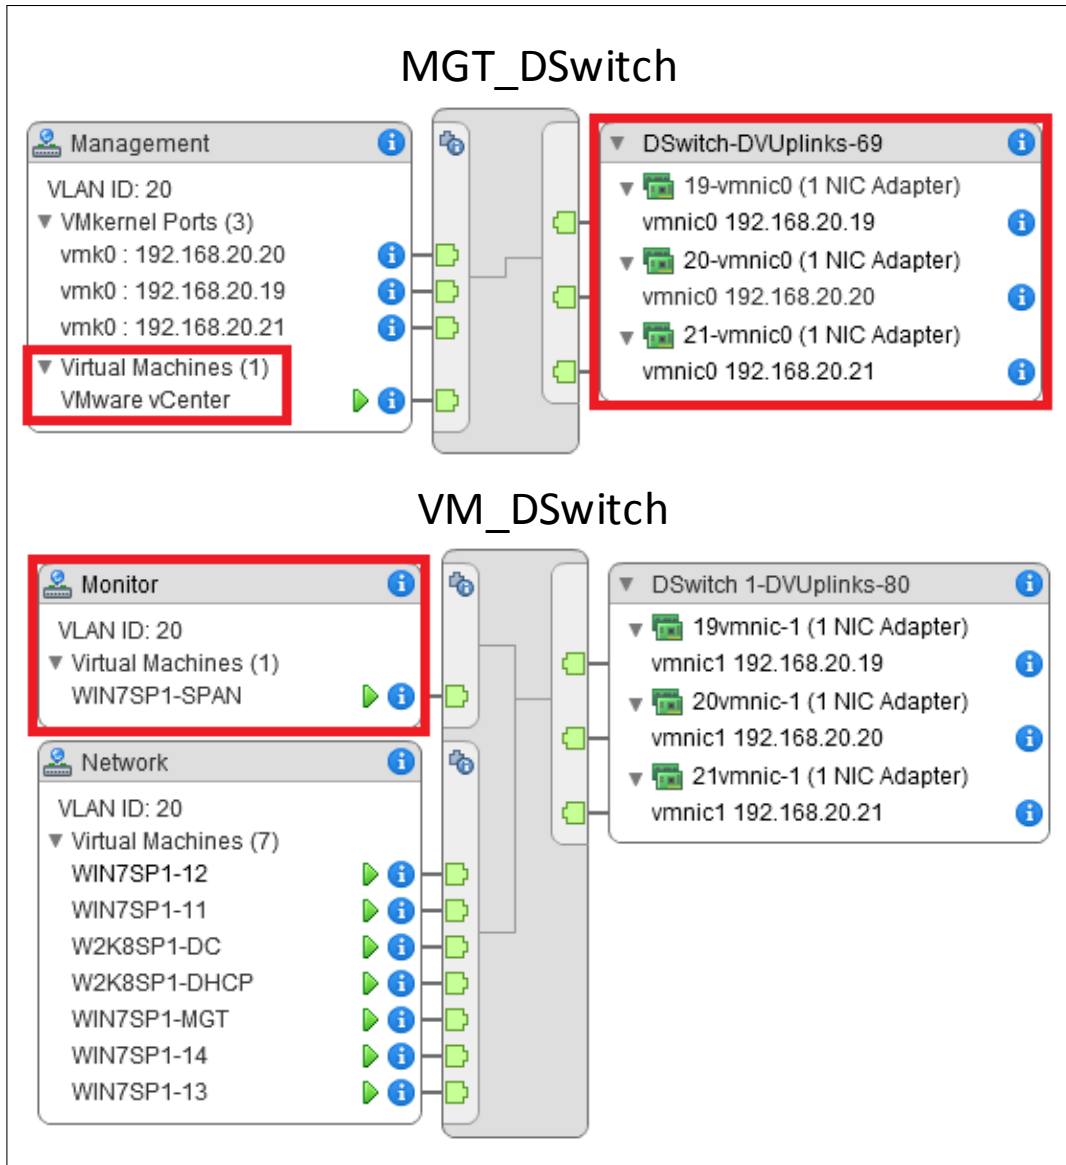 MGT_DSwitch
Management
VLAN ID: 20
VMkernel Ports (3)
vmk0 : 192.168.20.20
vmk0 : 192.168.20.19
vmk0 : 192.168.20.21
Virtual Machines (1)
VMware vCenter
DSwitch-DVUplinks-69
19-vmnic0 (1 NIC Adapter)
vmnic0 192.168.20.19
20-vmnic0 (1 NIC Adapter)
vmnic0 192.168.20.20
21-vmnic0 (1 NIC Adapter)
vmnic0 192.168.20.21
VM_DSwitch
Monitor
VLAN ID: 20
Virtual Machines (1)
WIN7SP1-SPAN
Network
VLAN ID: 20
Virtual Machines (7)
WIN7SP1-12
WIN7SP1-11
W2K8SP1-DC
W2K8SP1-DHCP
WIN7SP1-MGT
WIN7SP1-14
WIN7SP1-13
DSwitch 1-DVUplinks-80
19vmnic-1 (1 NIC Adapter)
vmnic1 192.168.20.19
20vmnic-1 (1 NIC Adapter)
vmnic1 192.168.20.20
21vmnic-1 (1 NIC Adapter)
vmnic1 192.168.20.21